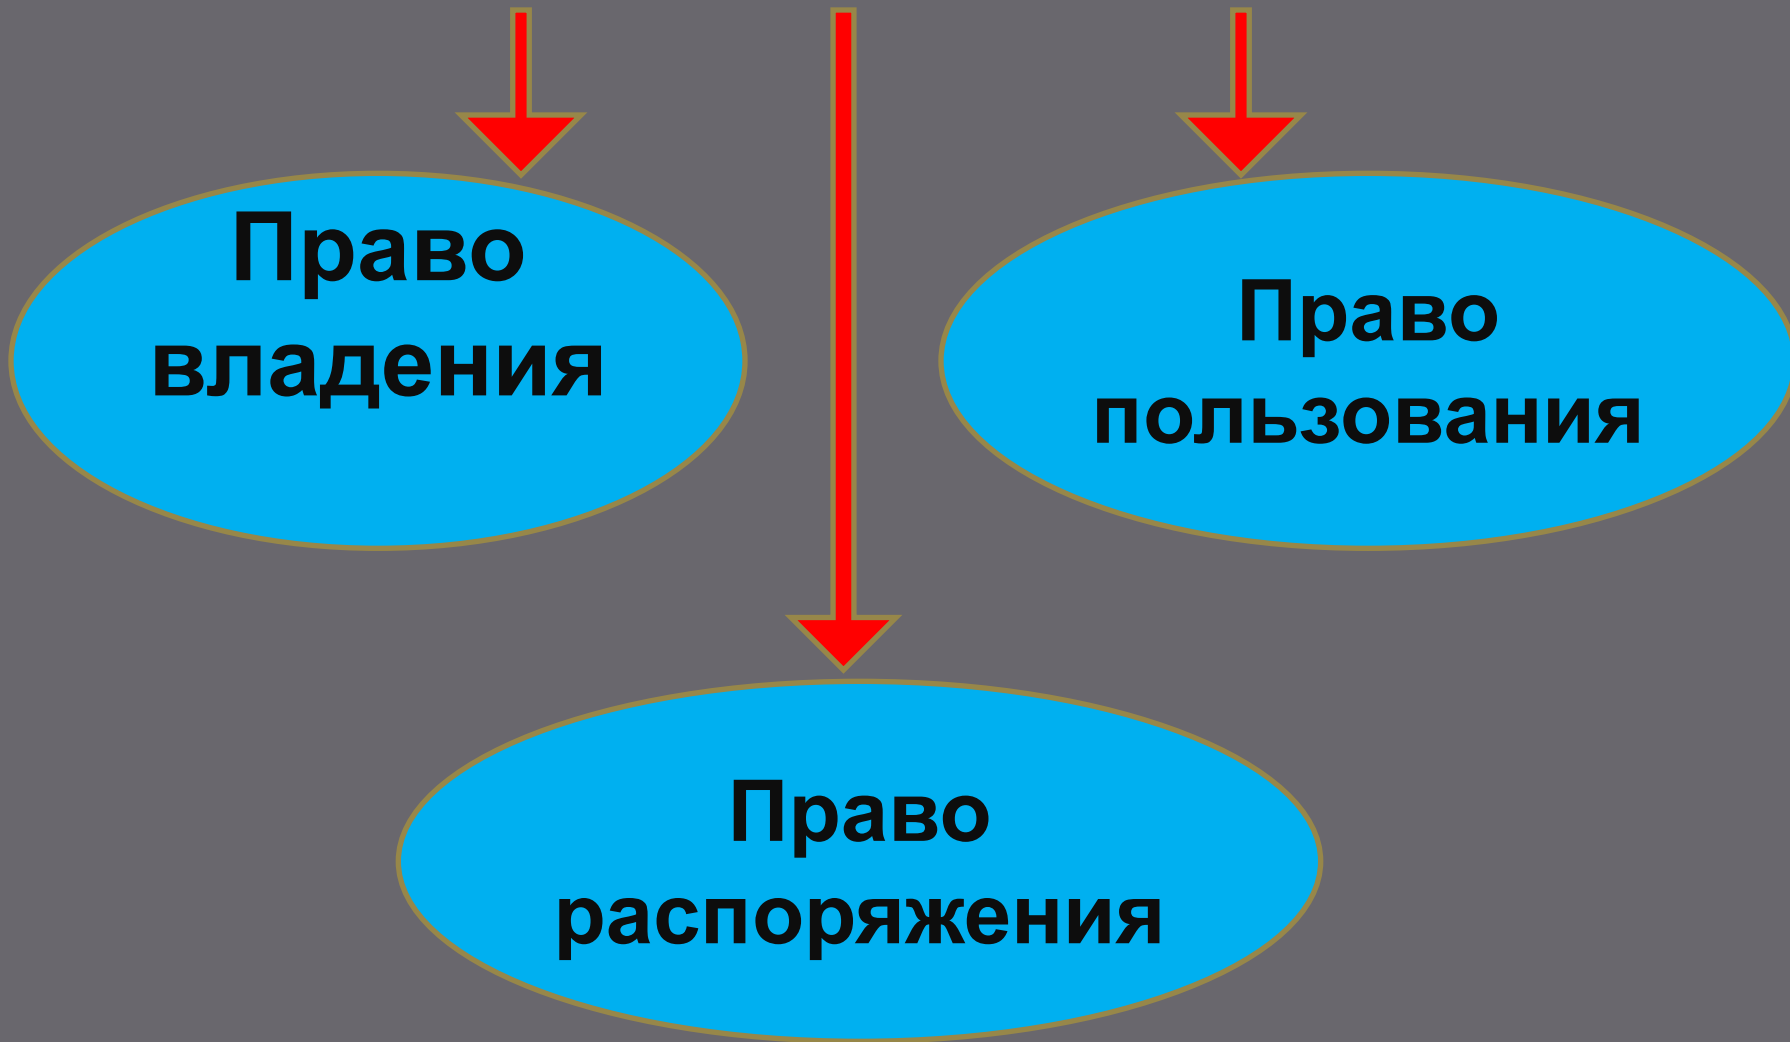 Право
владения
Право
пользования
Право
распоряжения